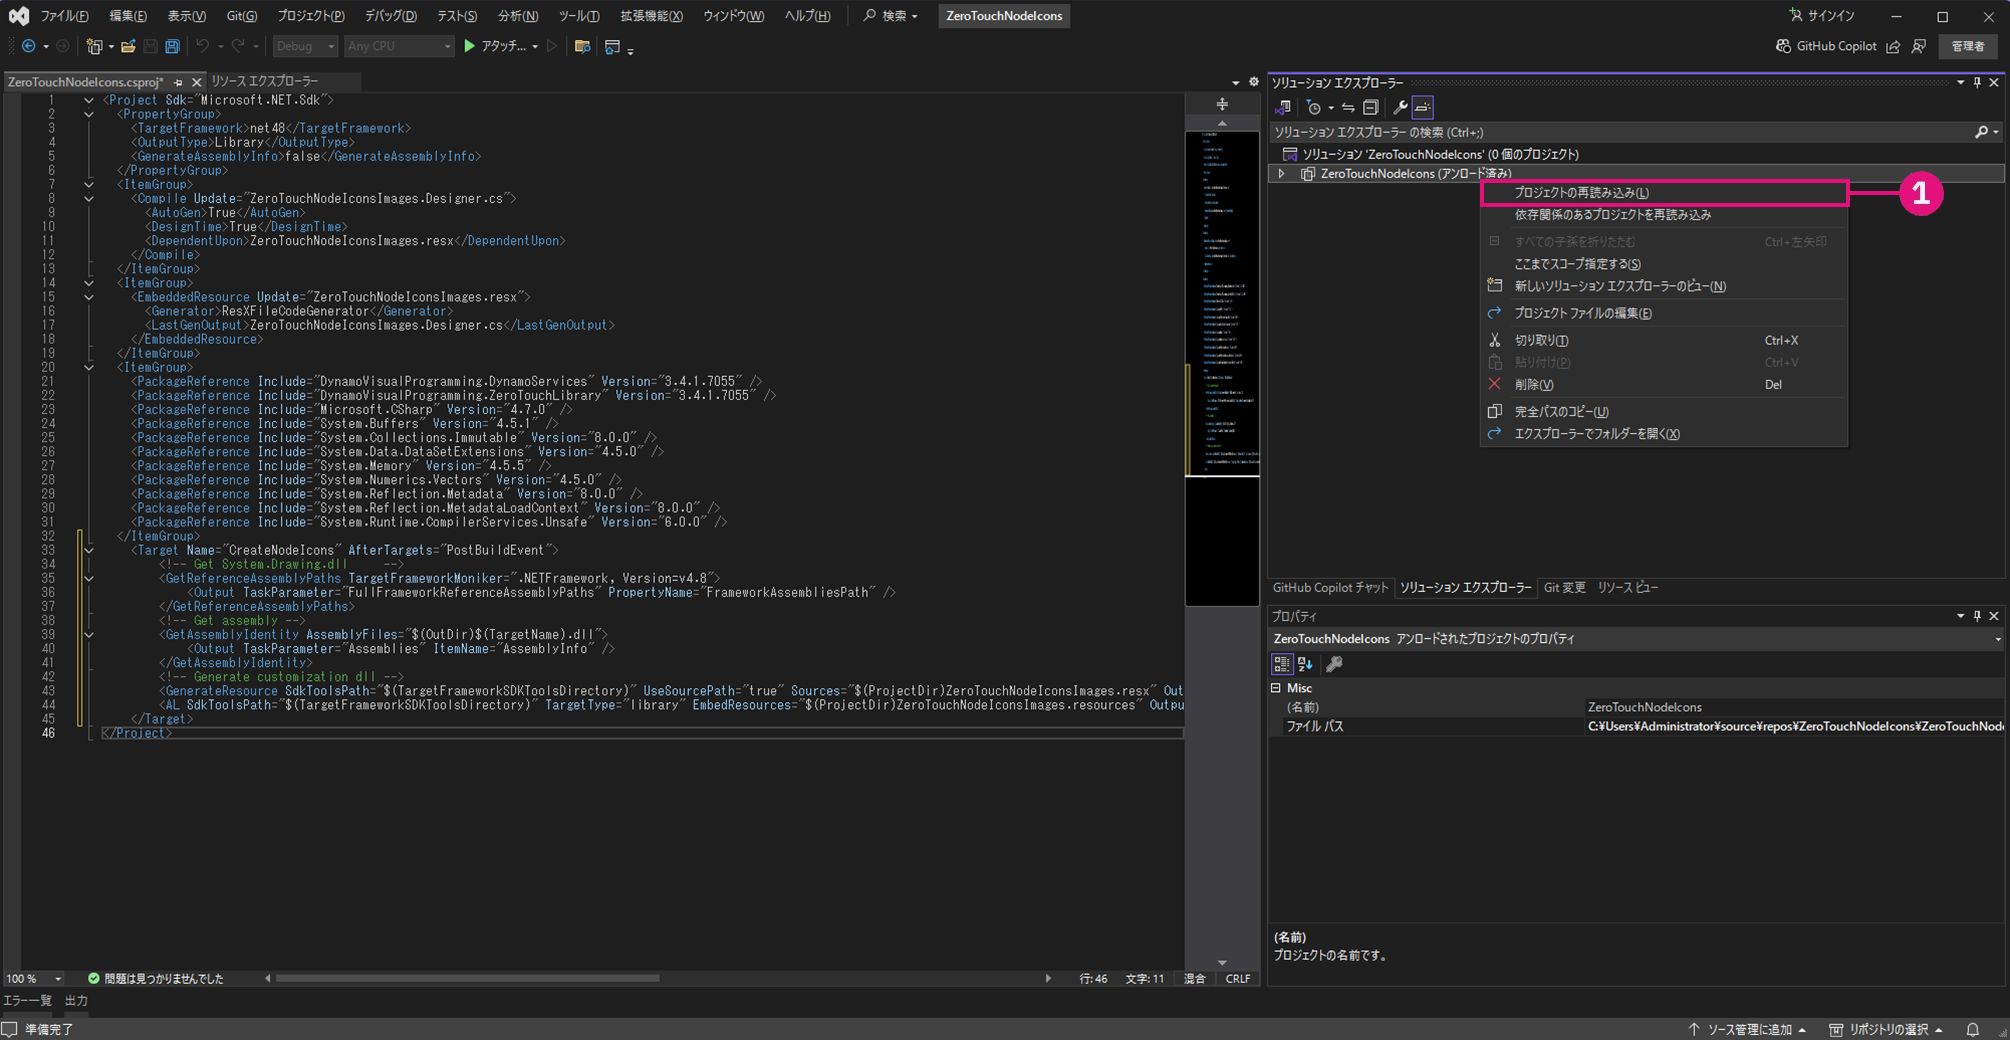 ファイル(F) 編集(E) 表示(V) Git(G) プロジェクト(P) デバッグ(D) テスト(S) 分析(N) ツール(T) 拡張機能(X) ウィンドウ(W) ヘルプ(H) 検索 ZeroTouchNodeIcons サインイン
Debug Any CPU アタッチ... GitHub Copilot 管理者
ZeroTouchNodeIcons.csproj* リソース エクスプローラー
1 <Project Sdk="Microsoft.NET.Sdk">
2 <PropertyGroup>
3 <TargetFramework>net48</TargetFramework>
4 <OutputType>Library</OutputType>
5 <GenerateAssemblyInfo>false</GenerateAssemblyInfo>
6 </PropertyGroup>
7 <ItemGroup>
8 <Compile Update="ZeroTouchNodeIcons.Designer.cs">
9 <AutoGen>True</AutoGen>
10 <DesignTime>True</DesignTime>
11 <DependentUpon>ZeroTouchNodeIconsImages.resx</DependentUpon>
12 </Compile>
13 </ItemGroup>
14 <ItemGroup>
15 <EmbeddedResource Update="ZeroTouchNodeIconsImages.resx">
16 <Generator>ResXFileCodeGenerator</Generator>
17 <LastGenOutput>ZeroTouchNodeIconsImages.Designer.cs</LastGenOutput>
18 </EmbeddedResource>
19 </ItemGroup>
20 <ItemGroup>
21 <PackageReference Include="DynamoVisualProgramming.DynamoServices" Version="3.4.1.7055" />
22 <PackageReference Include="DynamoVisualProgramming.ZeroTouchLibrary" Version="3.4.1.7055" />
23 <PackageReference Include="Microsoft.CSharp" Version="4.7.0" />
24 <PackageReference Include="System.Buffers" Version="4.5.1" />
25 <PackageReference Include="System.Collections.Immutable" Version="8.0.0" />
26 <PackageReference Include="System.Data.DataSetExtensions" Version="4.5.0" />
27 <PackageReference Include="System.Memory" Version="4.5.5" />
28 <PackageReference Include="System.Numerics.Vectors" Version="4.5.0" />
29 <PackageReference Include="System.Reflection.Metadata" Version="8.0.0" />
30 <PackageReference Include="System.Reflection.MetadataLoadContext" Version="8.0.0" />
31 <PackageReference Include="System.Runtime.CompilerServices.Unsafe" Version="6.0.0" />
32 </ItemGroup>
33 <Target Name="CreateNodeIcons" AfterTargets="PostBuildEvent">
34 <!-- Get System.Drawing.dll -->
35 <GetReferenceAssemblyPaths TargetFrameworkMoniker=".NETFramework, Version=v4.8">
36 <Output TaskParameter="FullFrameworkReferenceAssemblyPaths" PropertyName="FrameworkAssembliesPath" />
37 </GetReferenceAssemblyPaths>
38 <!-- Get assembly -->
39 <GetAssemblyIdentity AssemblyFiles="$(OutDir)$(TargetName).dll">
40 <Output TaskParameter="Assemblies" ItemName="AssemblyInfo" />
41 </GetAssemblyIdentity>
42 <!-- Generate customization dll -->
43 <GenerateResource SdkToolsPath="$(TargetFrameworkSDKToolsDirectory)" UseSourcePath="true" Sources="$(ProjectDir)ZeroTouchNodeIconsImages.resx" Out
44 <AL SdkToolsPath="$(TargetFrameworkSDKToolsDirectory)" TargetType="library" EmbedResources="$(ProjectDir)ZeroTouchNodeIconsImages.resources" Outpu
45 </Target>
46 </Project>
100 % 問題は見つかりませんでした 行: 46 文字: 11 混合 CRLF
エラー一覧 出力
ソリューション エクスプローラー
ソリューション エクスプローラー の検索 (Ctrl+;)
ソリューション 'ZeroTouchNodeIcons' (0 個のプロジェクト)
ZeroTouchNodeIcons (アンロード済み)
プロジェクトの再読み込み(L)
1
依存関係のあるプロジェクトを再読み込み
すべての子孫を折りたたむ Ctrl+左矢印
ここまでスコープ指定する(S)
新しいソリューション エクスプローラーのビュー(N)
プロジェクト ファイルの編集(E)
切り取り(T) Ctrl+X
貼り付け(P) Ctrl+V
削除(V) Del
完全パスのコピー(U)
エクスプローラーでフォルダーを開く(X)
GitHub Copilot チャット ソリューション エクスプローラー Git 変更 リソース ビュー
プロパティ
ZeroTouchNodeIcons アンロードされたプロジェクトのプロパティ
Misc
(名前) ZeroTouchNodeIcons
ファイル パス C:¥Users¥Administrator¥source¥repos¥ZeroTouchNodeIcons¥ZeroTouchNode
(名前)
プロジェクトの名前です。
準備完了 ソース管理に追加 リポジトリの選択